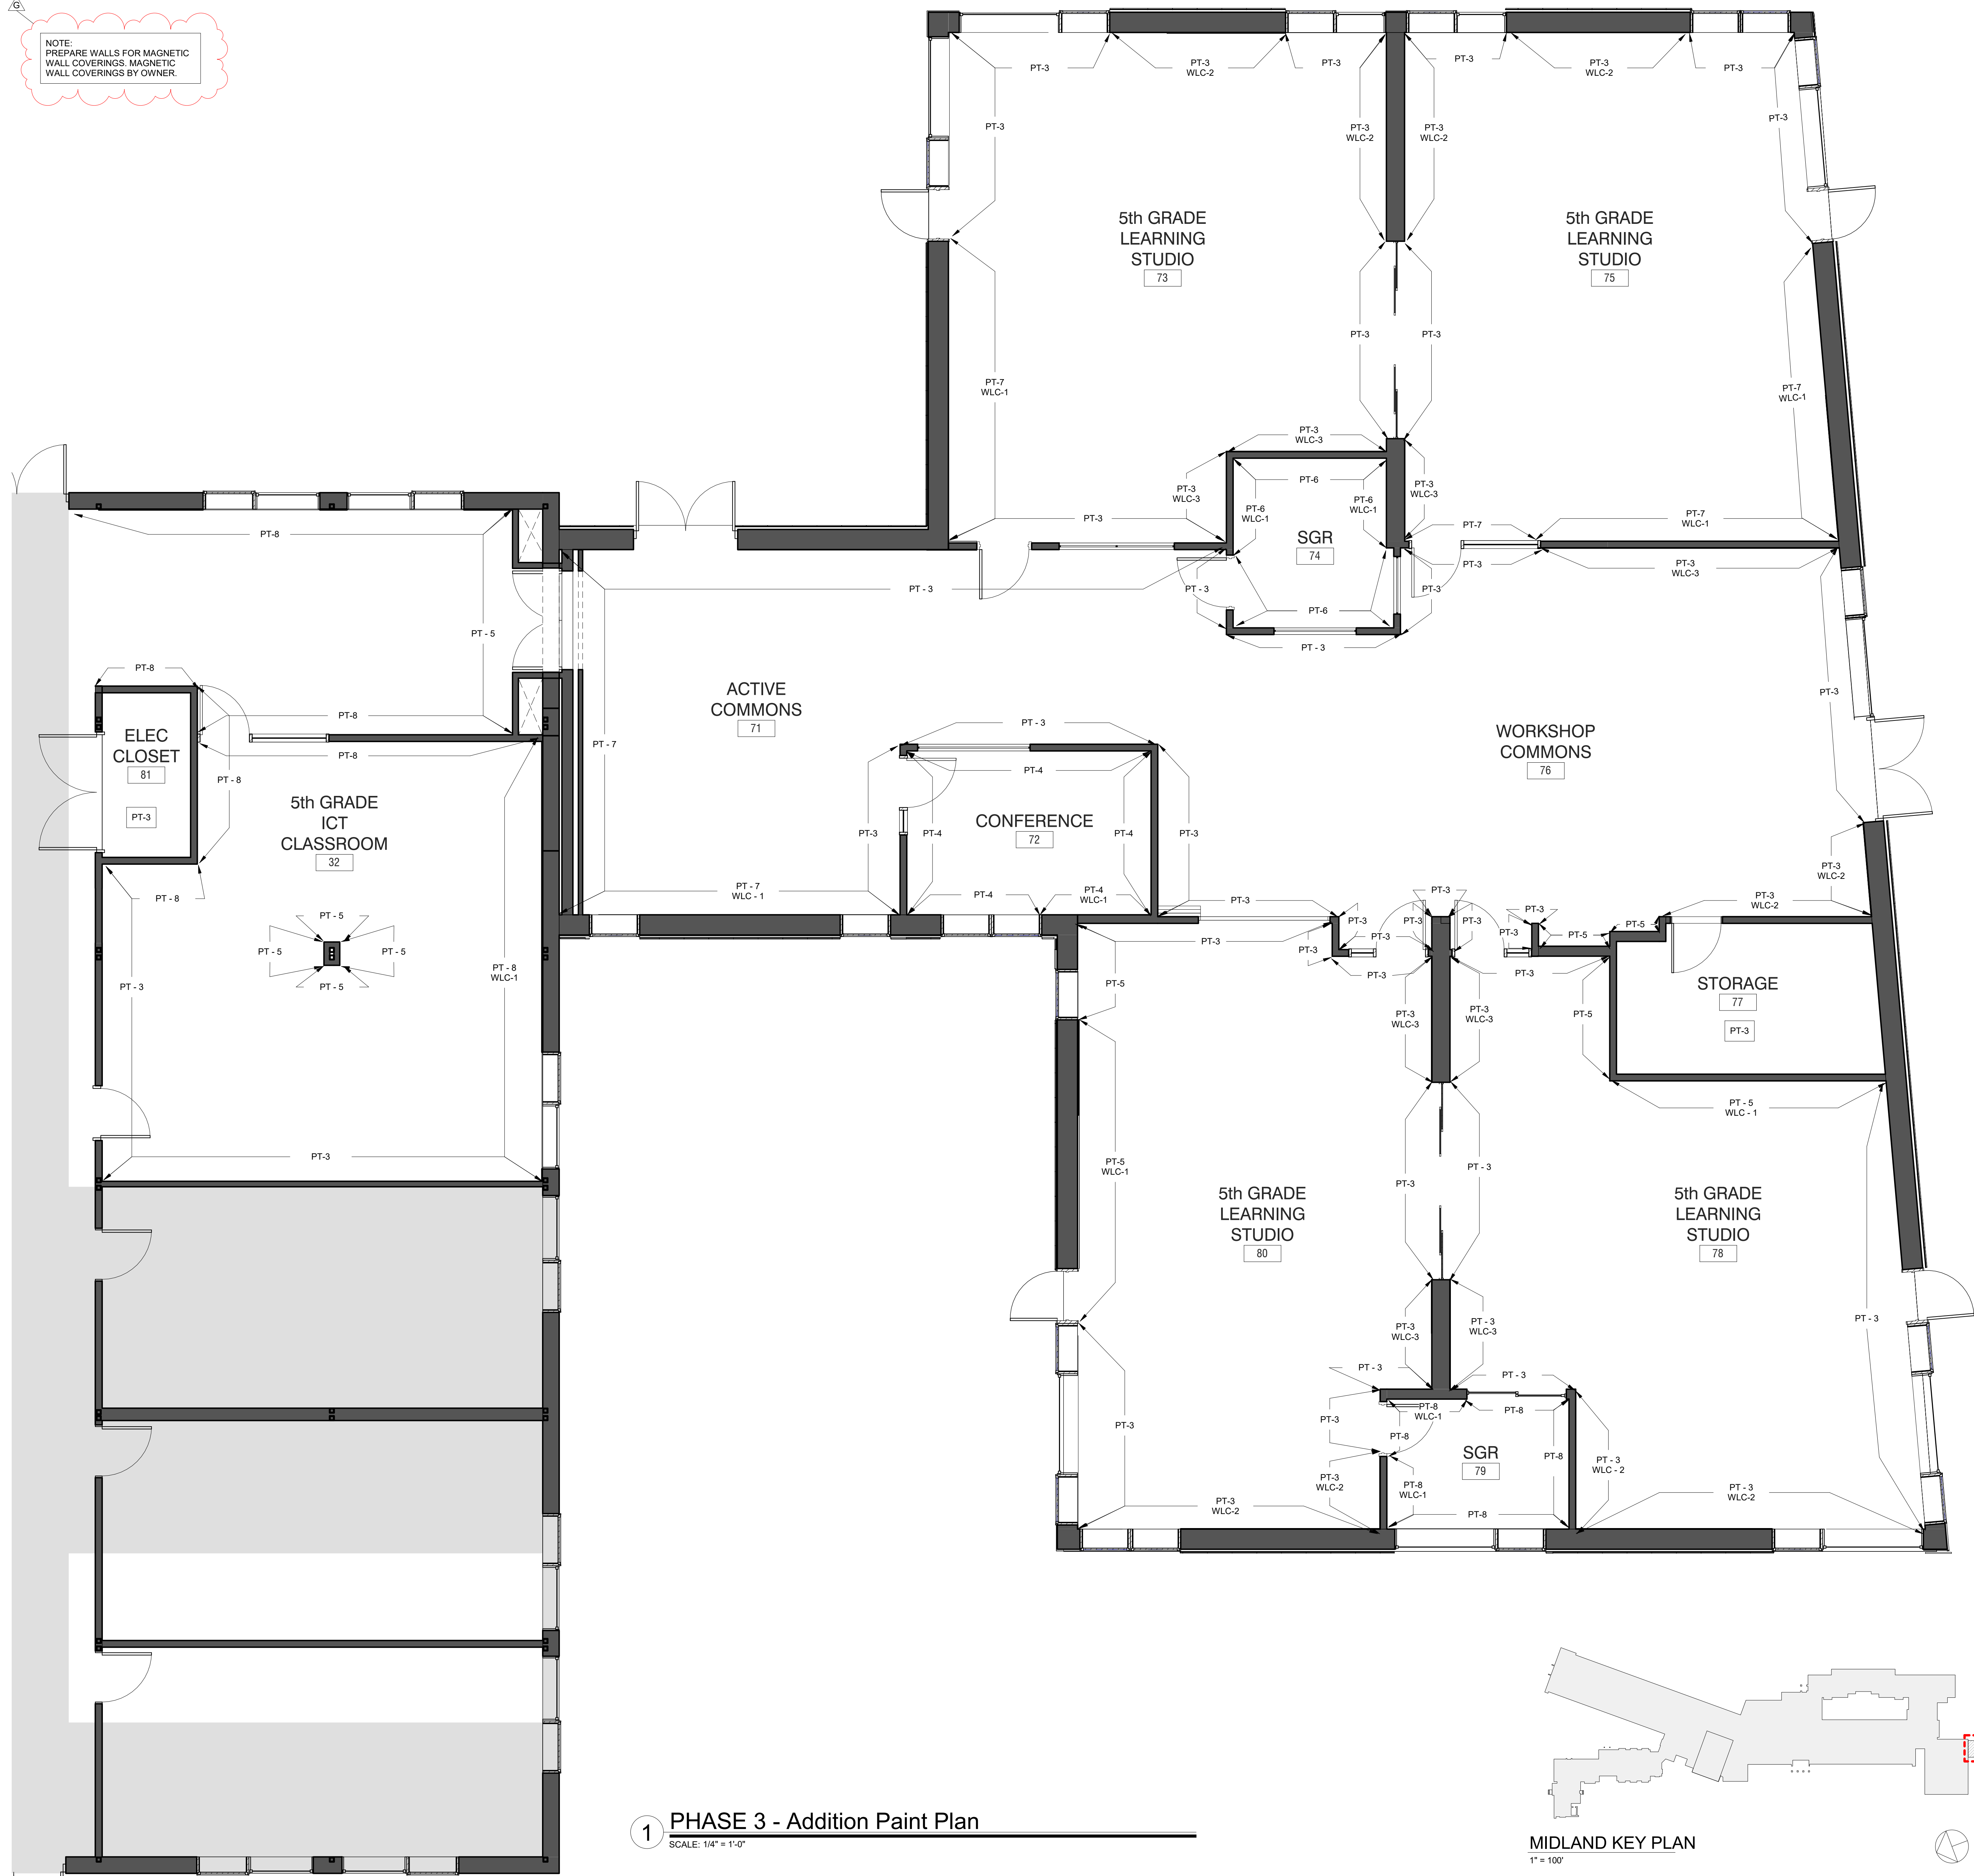 G
NOTE:
PREPARE WALLS FOR MAGNETIC
WALL COVERINGS. MAGNETIC
WALL COVERINGS BY OWNER.
PT-3
PT-3
WLC-2
PT-3
PT-3
PT-3
WLC-2
PT-3
PT-3
PT-3
WLC-2
PT-3
WLC-2
PT-3
5th GRADE
LEARNING
STUDIO
73
5th GRADE
LEARNING
STUDIO
75
PT-3
PT-3
PT-7
WLC-1
PT-7
WLC-1
PT-3
WLC-3
PT-6
PT-3
WLC-3
PT-6
WLC-1
PT-6
WLC-1
PT-3
WLC-3
PT-3
PT-7
PT-7
WLC-1
SGR
74
PT-8
PT-3
PT-3
WLC-3
PT - 3
PT - 3
PT-3
PT-6
PT - 5
PT - 3
PT-8
PT-8
PT-8
ACTIVE
COMMONS
71
PT - 3
PT-3
ELEC
CLOSET
81
PT-3
PT - 8
PT - 7
PT-4
WORKSHOP
COMMONS
76
5th GRADE
ICT
CLASSROOM
32
CONFERENCE
72
PT-3
PT-4
PT-4
PT-3
PT - 8
PT - 7
WLC - 1
PT-4
PT-4
WLC-1
PT-3
PT-3
PT-3
WLC-2
PT-3
WLC-2
PT - 5
PT - 5
PT - 5
PT - 5
PT-3
PT-3
PT-3
PT-3
PT-3
PT-3
PT-3
PT-3
PT-5
PT-5
PT-3
PT-3
PT-3
PT - 8
WLC-1
PT - 3
PT-5
PT-3
WLC-3
PT-3
WLC-3
PT-5
STORAGE
77
PT-3
PT - 5
WLC - 1
PT-3
PT-5
WLC-1
PT-3
PT - 3
5th GRADE
LEARNING
STUDIO
80
5th GRADE
LEARNING
STUDIO
78
PT-3
WLC-3
PT - 3
WLC-3
PT - 3
PT - 3
PT - 3
PT-3
PT-3
PT-8
WLC-1
PT-8
PT-8
PT-8
SGR
79
PT - 3
WLC - 2
PT-3
WLC-2
PT-8
WLC-1
PT-3
WLC-2
PT-8
PT - 3
WLC-2
1
PHASE 3 - Addition Paint Plan
SCALE: 1/4" = 1'-0"
MIDLAND KEY PLAN
1" = 100'